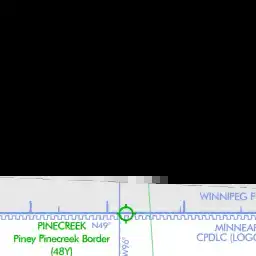 WINNIPEG F
PINECREEK
N49°
Piney Pinecreek Border
(48Y)
W96°
MINNEAP
CPDLC (LOGO